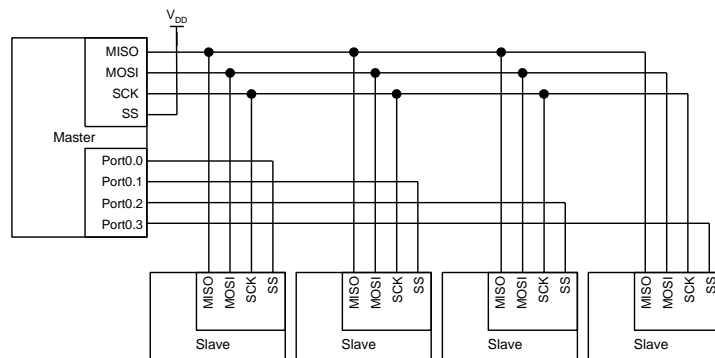 VDD
MISO
MOSI
SCK
SS
Master
Port0.0
Port0.1
Port0.2
Port0.3
MISO MOSI SCK SS
MISO MOSI SCK SS
MISO MOSI SCK SS
MISO MOSI SCK SS
Slave
Slave
Slave
Slave